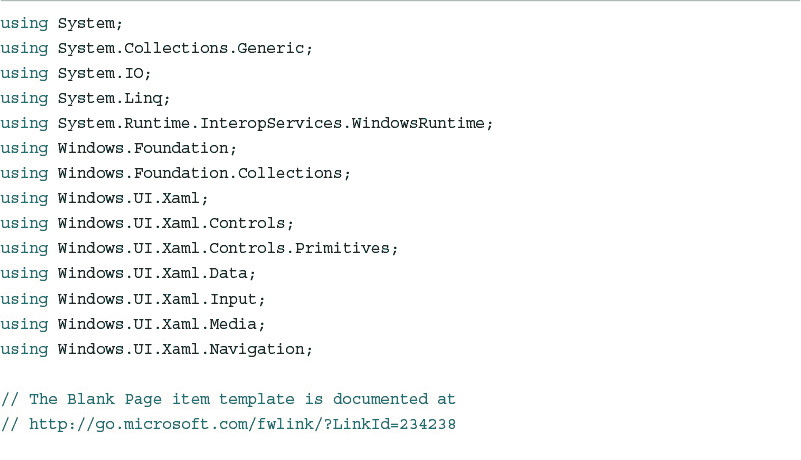 using System;
using System.Collections.Generic;
using System.IO;
using System.Linq;
using System.Runtime.InteropServices.WindowsRuntime;
using Windows.Foundation;
using Windows.Foundation.Collections;
using Windows.UI.Xaml;
using Windows.UI.Xaml.Controls;
using Windows.UI.Xaml.Controls.Primitives;
using Windows.UI.Xaml.Data;
using Windows.UI.Xaml.Input;
using Windows.UI.Xaml.Media;
using Windows.UI.Xaml.Navigation;
// The Blank Page item template is documented at
// http://go.microsoft.com/fwlink/?LinkId=234238